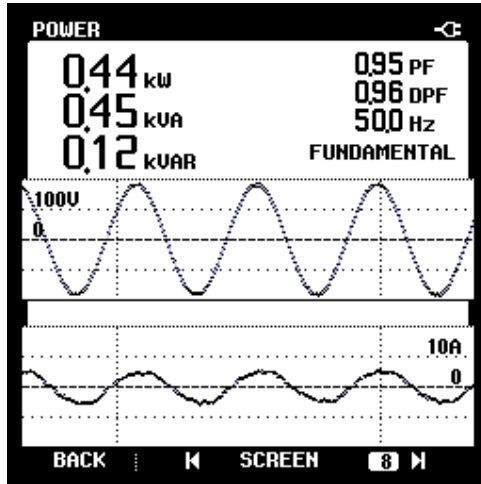 POWER
0.44 kW 0.95 PF
0.45 kVA 0.96 DPF
0.12 kVAR 50.0 Hz
FUNDAMENTAL
100V
0
10A
0
BACK SCREEN 8